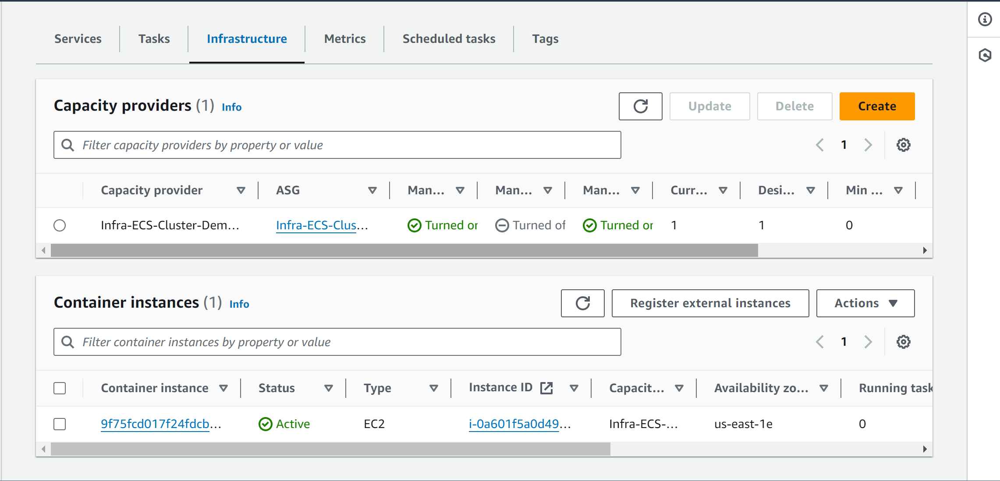 Services Tasks Infrastructure Metrics Scheduled tasks Tags
Capacity providers (1) Info
Update Delete Create
Filter capacity providers by property or value
1
Capacity provider ASG Man... Man... Man... Curr... Desi... Min ...
Infra-ECS-Cluster-Dem... Infra-ECS-Clus... Turned on Turned of Turned on 1 1 0
Container instances (1) Info
Register external instances Actions
Filter container instances by property or value
1
Container instance Status Type Instance ID Capacit... Availability zo... Running task
9f75fcd017f24fdcb... Active EC2 i-0a601f5a0d49... Infra-ECS-... us-east-1e 0